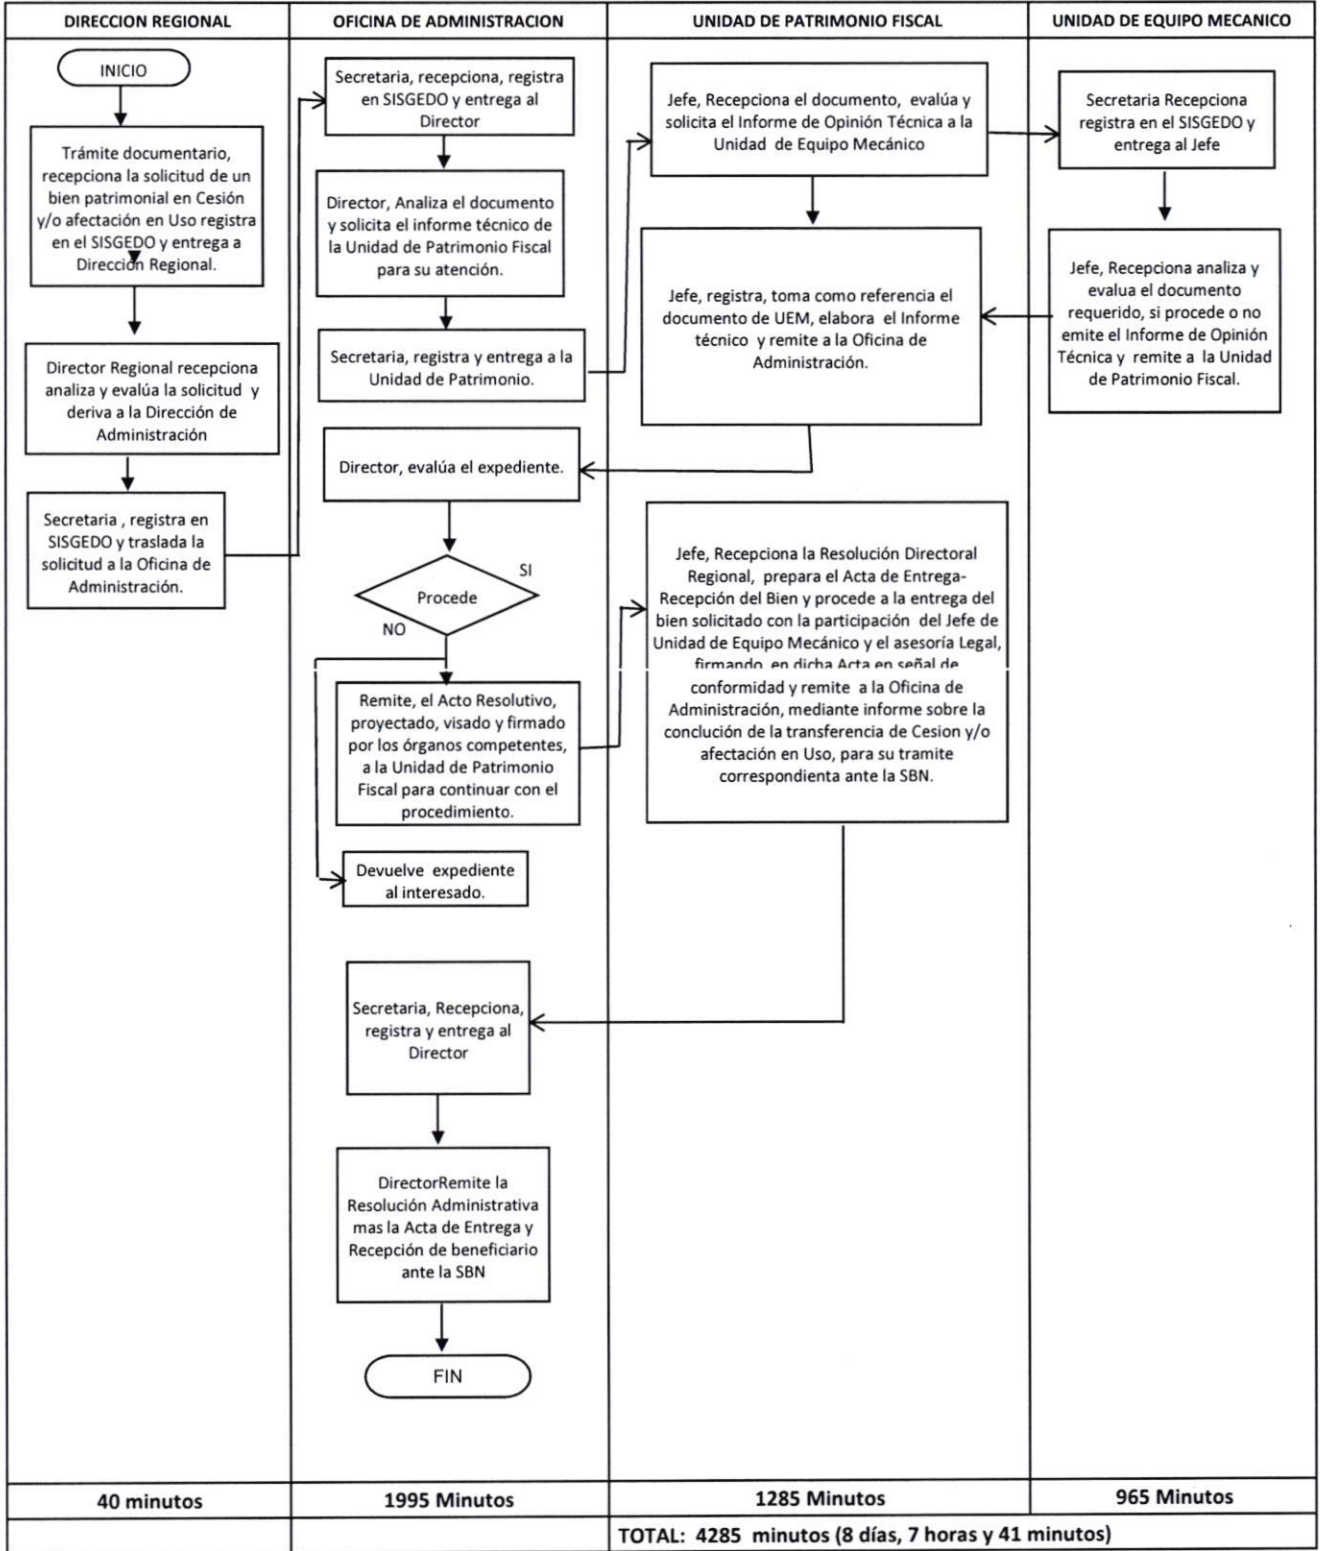 DIRECCION REGIONAL
OFICINA DE ADMINISTRACION
UNIDAD DE PATRIMONIO FISCAL
UNIDAD DE EQUIPO MECANICO
INICIO
Trámite documentario,
recepciona la solicitud de un
bien patrimonial en Cesión
y/o afectación en Uso registra
en el SISGEDO y entrega a
Dirección Regional.
Director Regional recepciona
analiza y evalúa la solicitud y
deriva a la Dirección de
Administración
Secretaria , registra en
SISGEDO y traslada la
solicitud a la Oficina de
Administración.
Secretaria, recepciona, registra
en SISGEDO y entrega al
Director
Director, Analiza el documento
y solicita el informe técnico de
la Unidad de Patrimonio Fiscal
para su atención.
Secretaria, registra y entrega a la
Unidad de Patrimonio.
Jefe, Recepciona el documento, evalúa y
solicita el Informe de Opinión Técnica a la
Unidad de Equipo Mecánico
Secretaria Recepciona
registra en el SISGEDO y
entrega al Jefe
Jefe, Recepciona analiza y
evalua el documento
requerido, si procede o no
emite el Informe de Opinión
Técnica y remite a la Unidad
de Patrimonio Fiscal.
Jefe, registra, toma como referencia el
documento de UEM, elabora el Informe
técnico y remite a la Oficina de
Administración.
Director, evalúa el expediente.
Procede
SI
NO
Remite, el Acto Resolutivo,
proyectado, visado y firmado
por los órganos competentes,
a la Unidad de Patrimonio
Fiscal para continuar con el
procedimiento.
Devuelve expediente
al interesado.
Jefe, Recepciona la Resolución Directoral
Regional, prepara el Acta de Entrega-
Recepción del Bien y procede a la entrega del
bien solicitado con la participación del Jefe de
Unidad de Equipo Mecánico y el asesoría Legal,
firmando en dicha Acta en señal de
conformidad y remite a la Oficina de
Administración, mediante informe sobre la
conclución de la transferencia de Cesion y/o
afectación en Uso, para su tramite
correspondienta ante la SBN.
Secretaria, Recepciona,
registra y entrega al
Director
DirectorRemite la
Resolución Administrativa
mas la Acta de Entrega y
Recepción de beneficiario
ante la SBN
FIN
40 minutos
1995 Minutos
1285 Minutos
965 Minutos
TOTAL: 4285 minutos (8 días, 7 horas y 41 minutos)